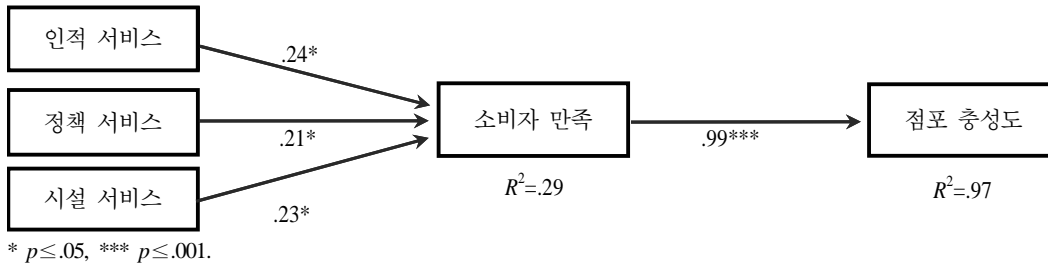 인적 서비스
.24*
정책 서비스
.21*
소비자 만족
.99***
점포 충성도
시설 서비스
.23*
R²=.29
R²=.97
* p≤.05, *** p≤.001.